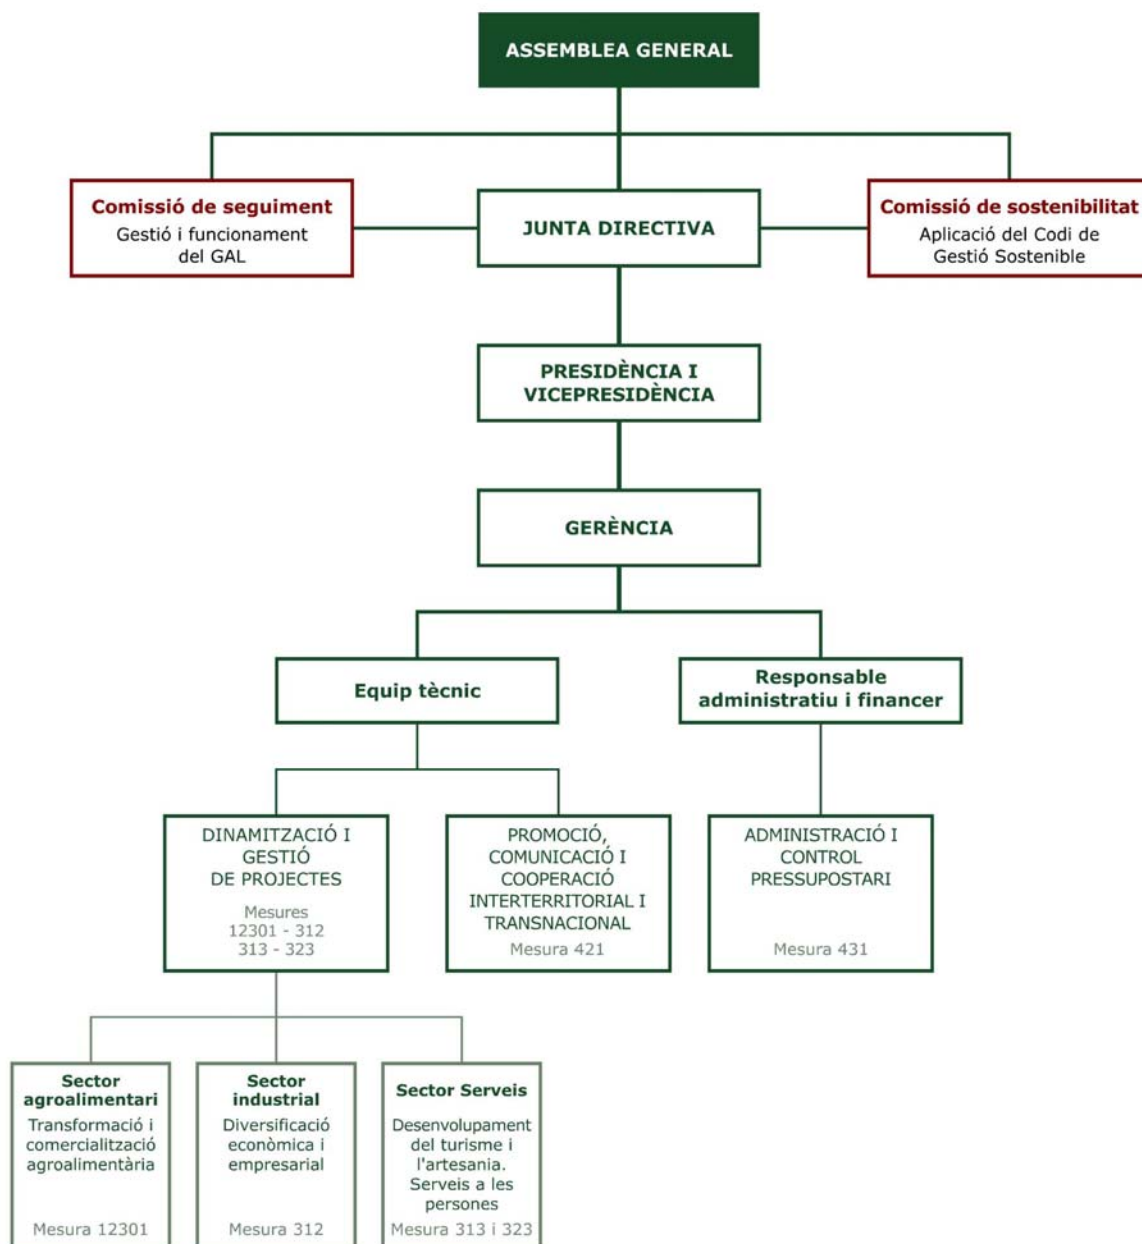 ASSEMBLEA GENERAL
Comissió de seguiment
Gestió i funcionament
del GAL
JUNTA DIRECTIVA
Comissió de sostenibilitat
Aplicació del Codi de
Gestió Sostenible
PRESIDÈNCIA I
VICEPRESIDÈNCIA
GERÈNCIA
Equip tècnic
Responsable
administratiu i financer
DINAMITZACIÓ I
GESTIÓ
DE PROJECTES
Mesures
12301 - 312
313 - 323
PROMOCIÓ,
COMUNICACIÓ I
COOPERACIÓ
INTERTERRITORIAL I
TRANSNACIONAL
Mesura 421
ADMINISTRACIÓ I
CONTROL
PRESSUPOSTARI
Mesura 431
Sector
agroalimentari
Transformació i
comercialització
agroalimentària
Mesura 12301
Sector
industrial
Diversificació
econòmica i
empresarial
Mesura 312
Sector Serveis
Desenvolupament
del turisme i
l'artesania.
Serveis a les
persones
Mesura 313 i 323